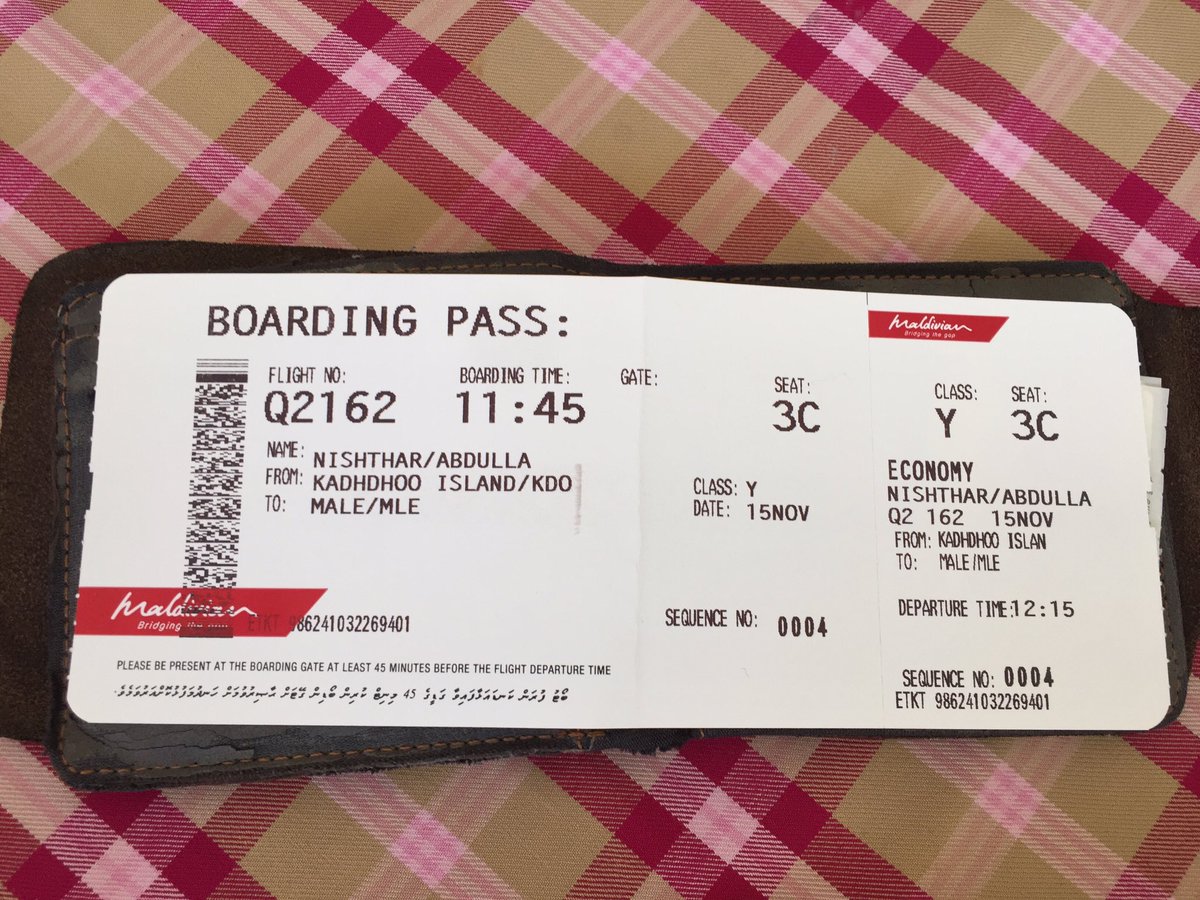 BOARDING PASS:
FLIGHT NO: BOARDING TIME: GATE: SEAT:
Q2162 11:45 3C
NAME: NISHTHAR/ABDULLA
FROM: KADHDHOO ISLAND/KDO
TO: MALE/MLE
CLASS: Y
DATE: 15NOV
Maldivian
Bridging the gap
ETKT 986241032269401
SEQUENCE NO: 0004
PLEASE BE PRESENT AT THE BOARDING GATE AT LEAST 45 MINUTES BEFORE THE FLIGHT DEPARTURE TIME
ބޯޓު ފުރަން ކަނޑައަޅާފައިވާ ގަޑީގެ 45 މިނިޓް ކުރިން ބޯޑިން ގޭޓަށް
Maldivian
Bridging the gap
CLASS: SEAT:
Y 3C
ECONOMY
NISHTHAR/ABDULLA
Q2 162 15NOV
FROM: KADHDHOO ISLAN
TO: MALE/MLE
DEPARTURE TIME:12:15
SEQUENCE NO: 0004
ETKT 986241032269401